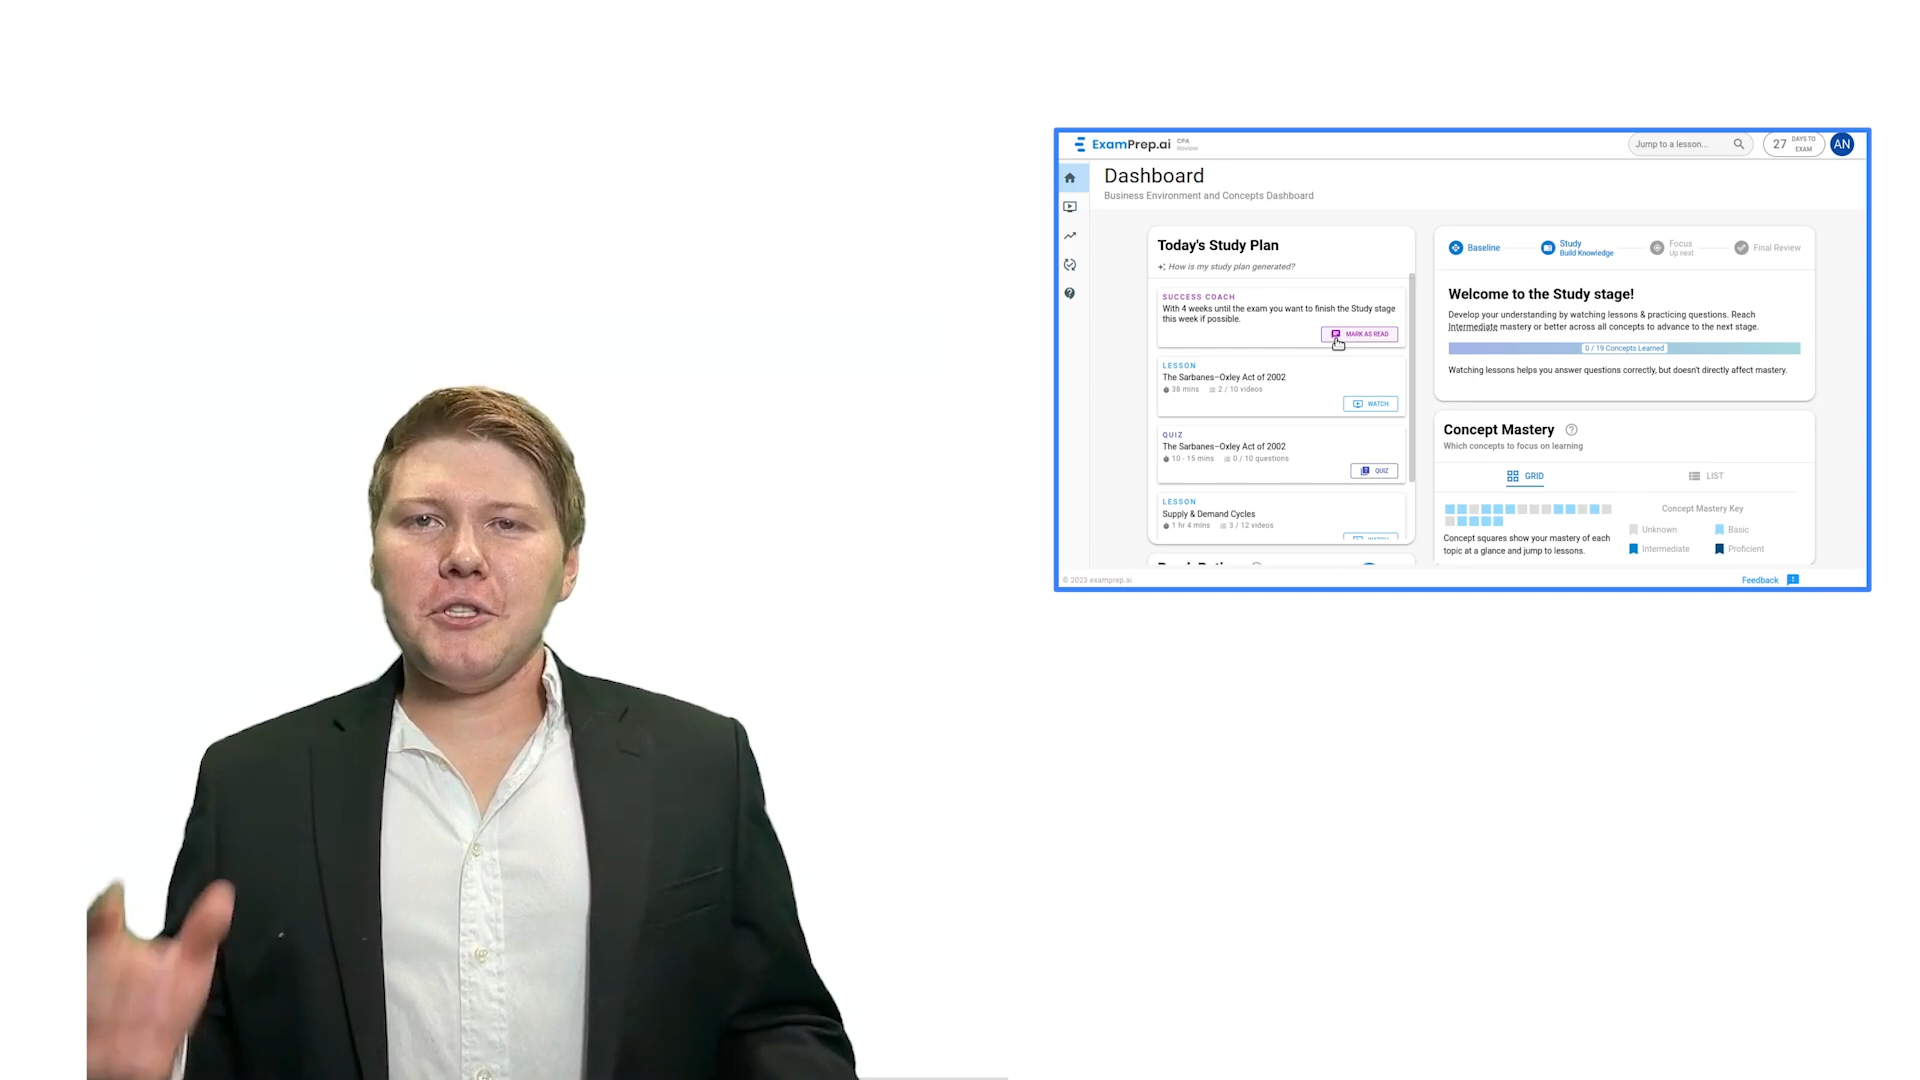 ExamPrep.ai
CPA
Review
Jump to a lesson...
27
DAYS TO
EXAM
AN
Dashboard
Business Environment and Concepts Dashboard
Today's Study Plan
How is my study plan generated?
SUCCESS COACH
With 4 weeks until the exam you want to finish the Study stage
this week if possible.
MARK AS READ
LESSON
The Sarbanes–Oxley Act of 2002
38 mins 2 / 10 videos
WATCH
QUIZ
The Sarbanes–Oxley Act of 2002
10 - 15 mins 0 / 10 questions
QUIZ
LESSON
Supply & Demand Cycles
1 hr 4 mins 3 / 12 videos
Baseline
Study
Build Knowledge
Focus
Up next
Final Review
Welcome to the Study stage!
Develop your understanding by watching lessons & practicing questions. Reach
Intermediate mastery or better across all concepts to advance to the next stage.
0 / 19 Concepts Learned
Watching lessons helps you answer questions correctly, but doesn't directly affect mastery.
Concept Mastery
Which concepts to focus on learning
GRID
LIST
Concept squares show your mastery of each
topic at a glance and jump to lessons.
Concept Mastery Key
Unknown Basic
Intermediate Proficient
© 2023 examprep.ai
Feedback